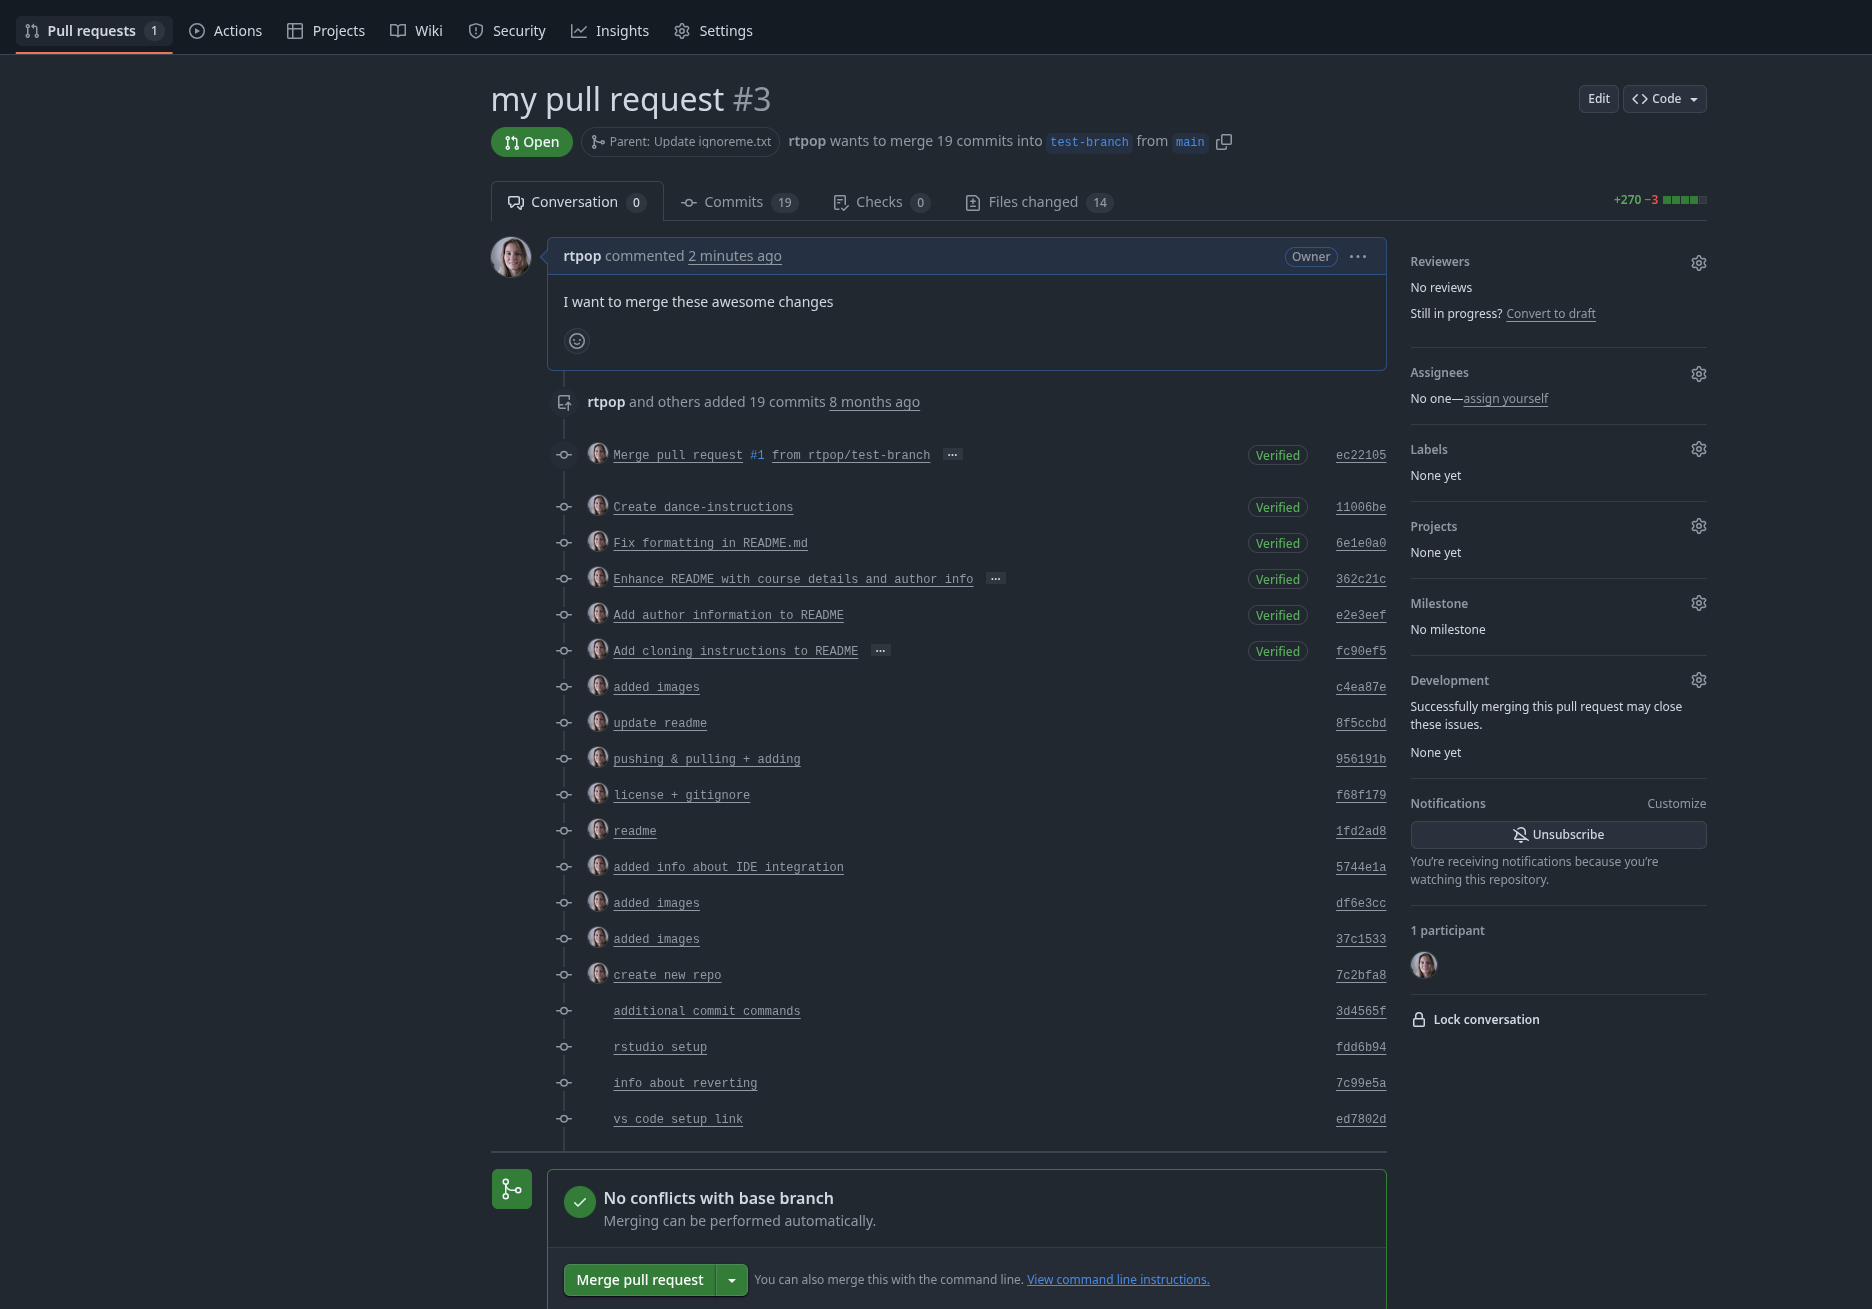 Pull requests 1 Actions Projects Wiki Security Insights Settings
my pull request #3
Edit Code
Open Parent: Update ignoreme.txt rtpop wants to merge 19 commits into test-branch from main
Conversation 0 Commits 19 Checks 0 Files changed 14
+270 −3
rtpop commented 2 minutes ago Owner ...
I want to merge these awesome changes
rtpop and others added 19 commits 8 months ago
Merge pull request #1 from rtpop/test-branch ... Verified ec22105
Create dance-instructions Verified 11006be
Fix formatting in README.md Verified 6e1e0a0
Enhance README with course details and author info ... Verified 362c21c
Add author information to README Verified e2e3eef
Add cloning instructions to README ... Verified fc90ef5
added images c4ea87e
update readme 8f5ccbd
pushing & pulling + adding 956191b
license + gitignore f68f179
readme 1fd2ad8
added info about IDE integration 5744e1a
added images df6e3cc
added images 37c1533
create new repo 7c2bfa8
additional commit commands 3d4565f
rstudio setup fdd6b94
info about reverting 7c99e5a
vs code setup link ed7802d
No conflicts with base branch
Merging can be performed automatically.
Merge pull request You can also merge this with the command line. View command line instructions.
Reviewers
No reviews
Still in progress? Convert to draft
Assignees
No one—assign yourself
Labels
None yet
Projects
None yet
Milestone
No milestone
Development
Successfully merging this pull request may close
these issues.
None yet
Notifications Customize
Unsubscribe
You're receiving notifications because you're
watching this repository.
1 participant
Lock conversation